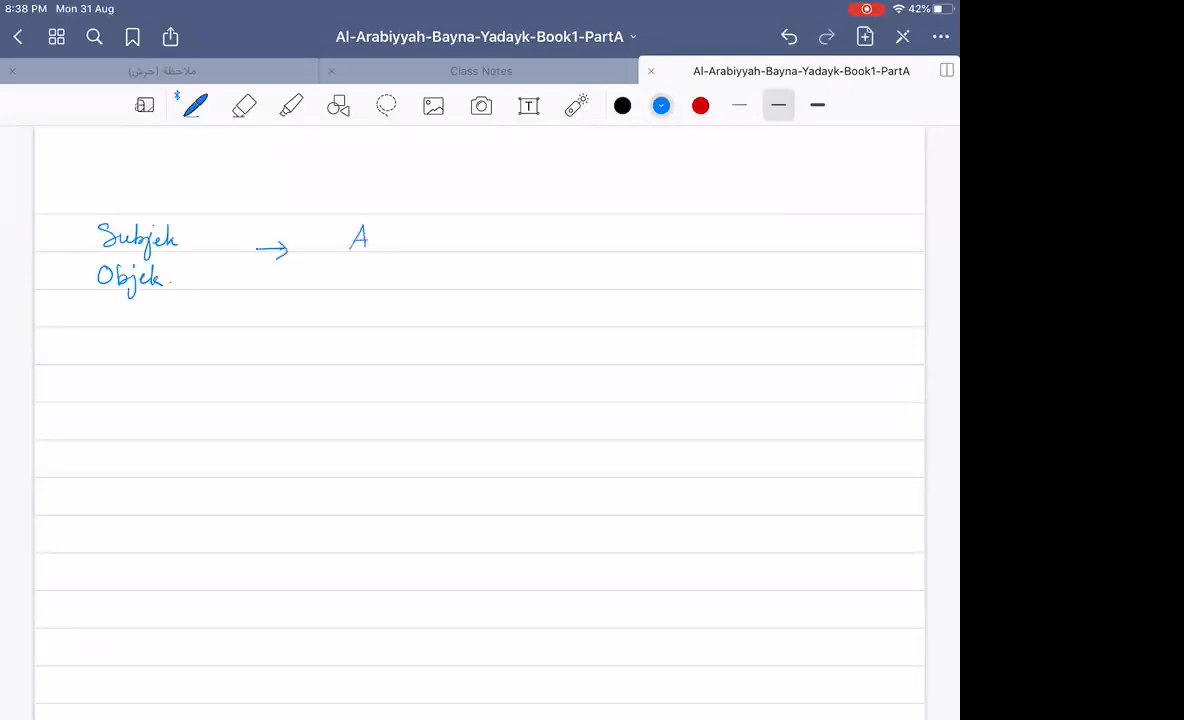 8:38 PM Mon 31 Aug 42%
Al-Arabiyyah-Bayna-Yadayk-Book1-PartA
ملاحظة (حرش) Class Notes Al-Arabiyyah-Bayna-Yadayk-Book1-PartA
T
Subjek → A
Objek.